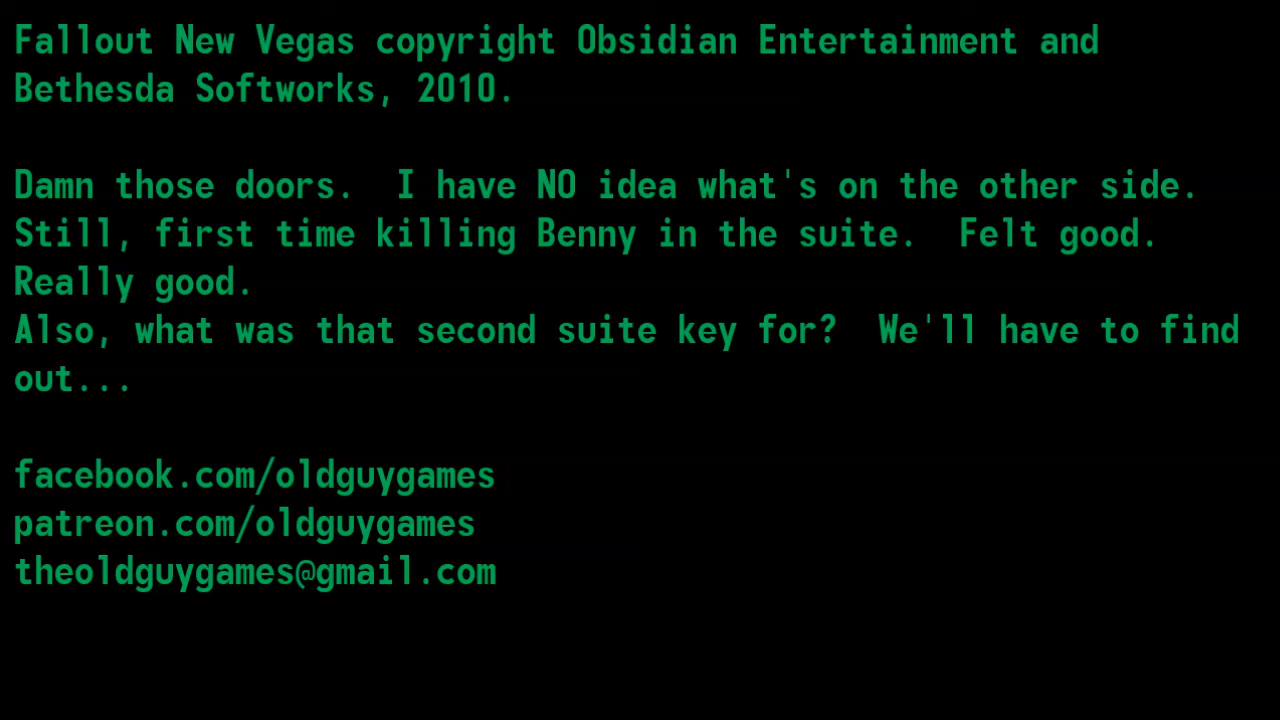 Fallout New Vegas copyright Obsidian Entertainment and
Bethesda Softworks, 2010.
Damn those doors.  I have NO idea what's on the other side.
Still, first time killing Benny in the suite.  Felt good.
Really good.
Also, what was that second suite key for?  We'll have to find
out...
facebook.com/oldguygames
patreon.com/oldguygames
theoldguygames@gmail.com